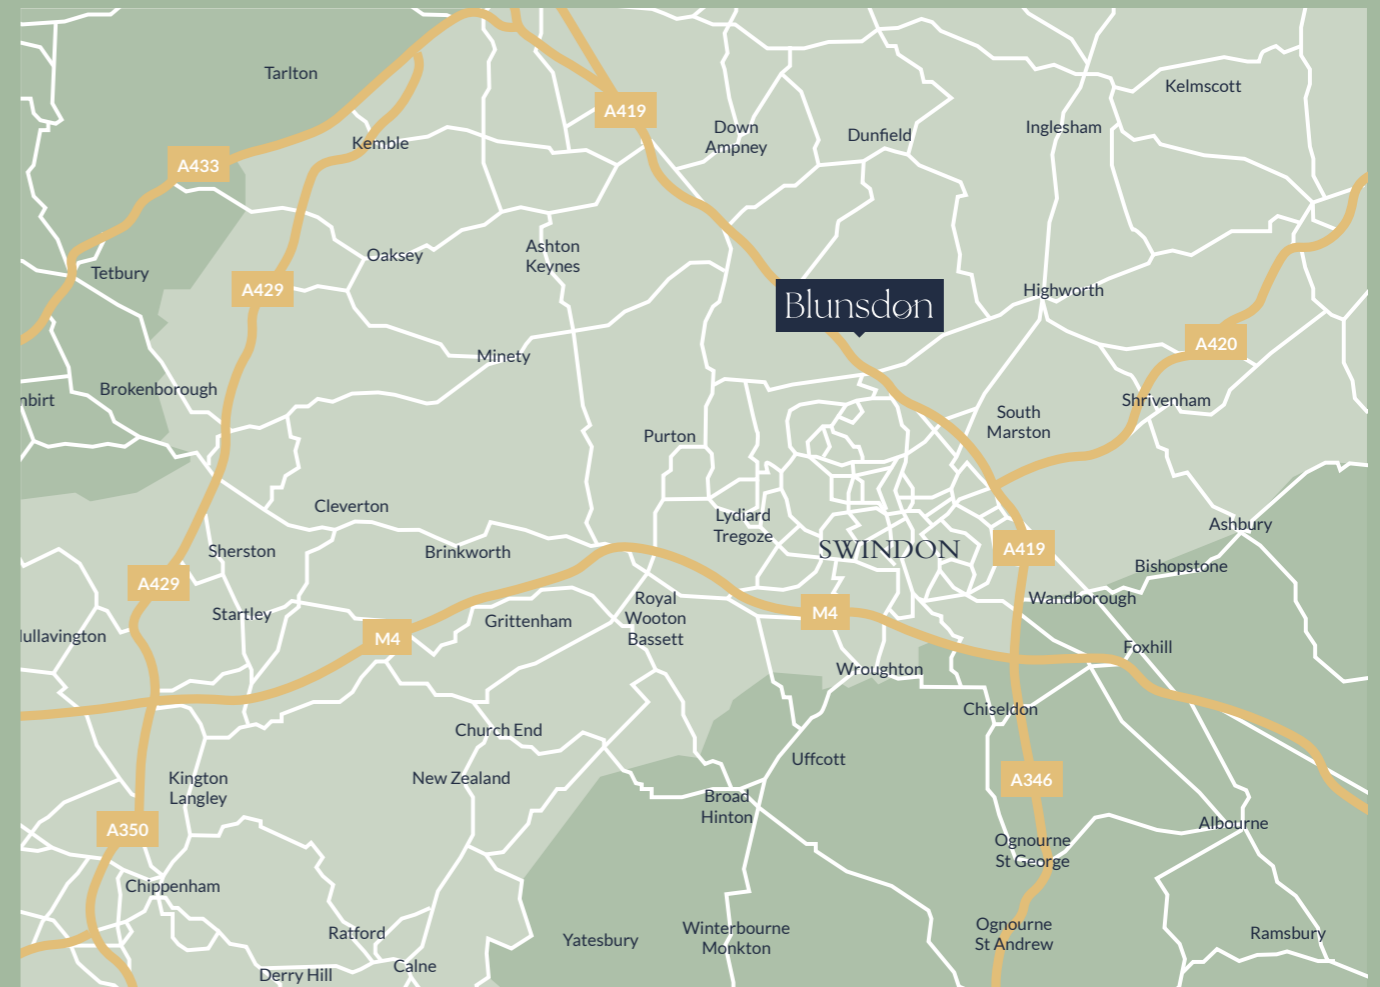 Tarlton
Kelmscott
A419
Down
Ampney
Dunfield
Inglesham
Kemble
A433
Ashton
Keynes
Oaksey
Tetbury
A429
Highworth
Blunsdon
A420
Minety
Brokenborough
nbirt
Shrivenham
South
Marston
Purton
Cleverton
Lydiard
Tregoze
Ashbury
Sherston
Brinkworth
SWINDON
A419
Bishopstone
A429
Wandborough
Startley
Grittenham
Royal
Wooton
Bassett
M4
M4
ullavington
Foxhill
Wroughton
Chiseldon
Church End
Uffcott
New Zealand
Kington
Langley
A346
Broad
Hinton
A350
Albourne
Ognourne
St George
Chippenham
Ratford
Yatesbury
Winterbourne
Monkton
Ognourne
St Andrew
Ramsbury
Calne
Derry Hill